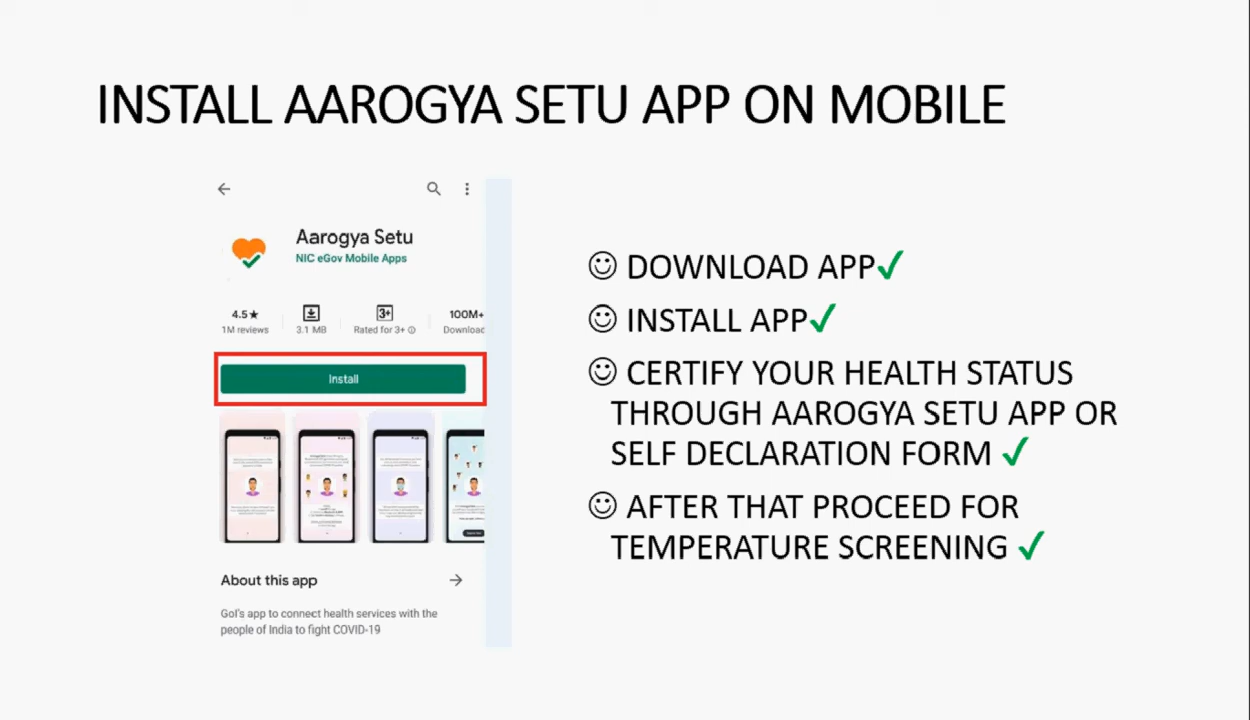 INSTALL AAROGYA SETU APP ON MOBILE
Aarogya Setu
NIC eGov Mobile Apps
4.5★
1M reviews
3.1 MB
3+
Rated for 3+
100M+
Download
Install
About this app
GoI's app to connect health services with the
people of India to fight COVID-19
DOWNLOAD APP✓
INSTALL APP✓
CERTIFY YOUR HEALTH STATUS
THROUGH AAROGYA SETU APP OR
SELF DECLARATION FORM ✓
AFTER THAT PROCEED FOR
TEMPERATURE SCREENING ✓